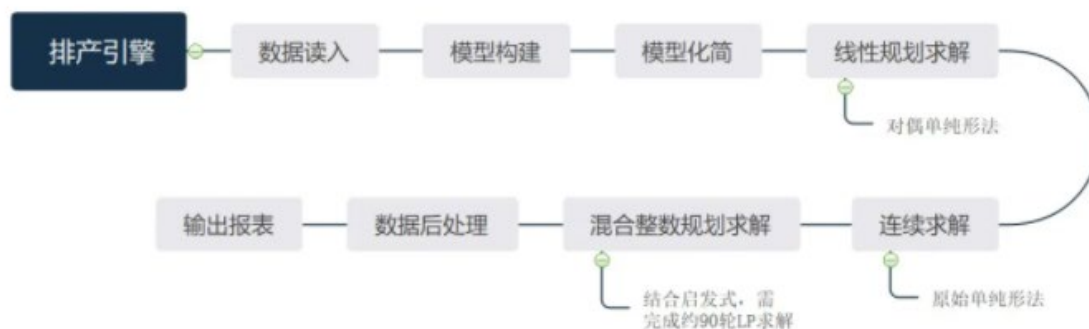 排产引擎
数据读入
模型构建
模型化简
线性规划求解
对偶单纯形法
连续求解
原始单纯形法
混合整数规划求解
结合启发式，需
完成约90轮LP求解
数据后处理
输出报表